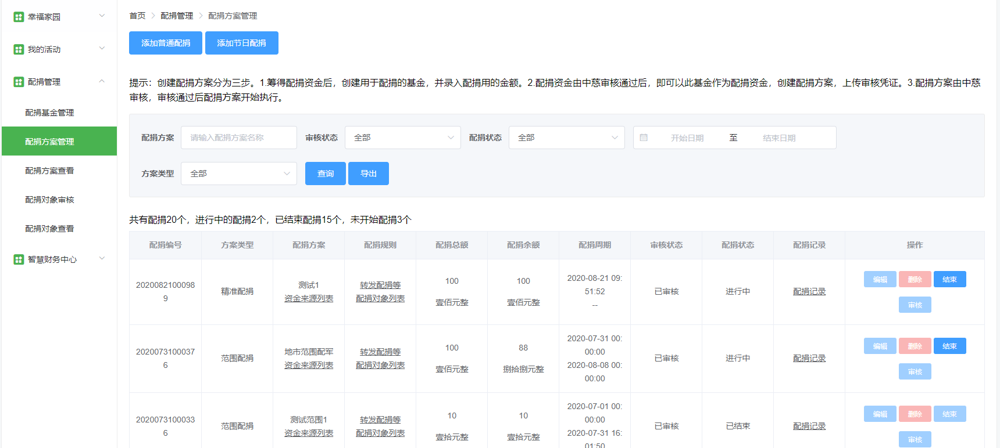 幸福家园
我的活动
配捐管理
配捐基金管理
配捐方案管理
配捐方案查看
配捐对象审核
配捐对象查看
智慧财务中心
首页 > 配捐管理 > 配捐方案管理
添加普通配捐 添加节日配捐
提示：创建配捐方案分为三步。1.筹得配捐资金后，创建用于配捐的基金，并录入配捐用的金额。2.配捐资金由中慈审核通过后，即可以此基金作为配捐资金，创建配捐方案，上传审核凭证。3.配捐方案由中慈
审核，审核通过后配捐方案开始执行。
配捐方案 请输入配捐方案名称 审核状态 全部 配捐状态 全部 开始日期 至 结束日期
方案类型 全部 查询 导出
共有配捐20个，进行中的配捐2个，已结束配捐15个，未开始配捐3个
配捐编号 方案类型 配捐方案 配捐规则 配捐总额 配捐余额 配捐周期 审核状态 配捐状态 配捐记录 操作
2020082100098
9
精准配捐
测试1
资金来源列表
转发配捐等
配捐对象列表
100
壹佰元整
100
壹佰元整
2020-08-21 09:
51:52
--
已审核
进行中
配捐记录
编辑 删除 结束
审核
2020073100037
6
范围配捐
地市范围配军
资金来源列表
转发配捐等
配捐对象列表
100
壹佰元整
88
捌拾捌元整
2020-07-31 00:
00:00
2020-08-08 00:
00:00
已审核
进行中
配捐记录
编辑 删除 结束
审核
2020073100033
6
范围配捐
测试范围1
资金来源列表
转发配捐等
配捐对象列表
10
壹拾元整
10
壹拾元整
2020-07-01 00:
00:00
2020-07-31 16:
01:50
已审核
已结束
配捐记录
编辑 删除 结束
审核